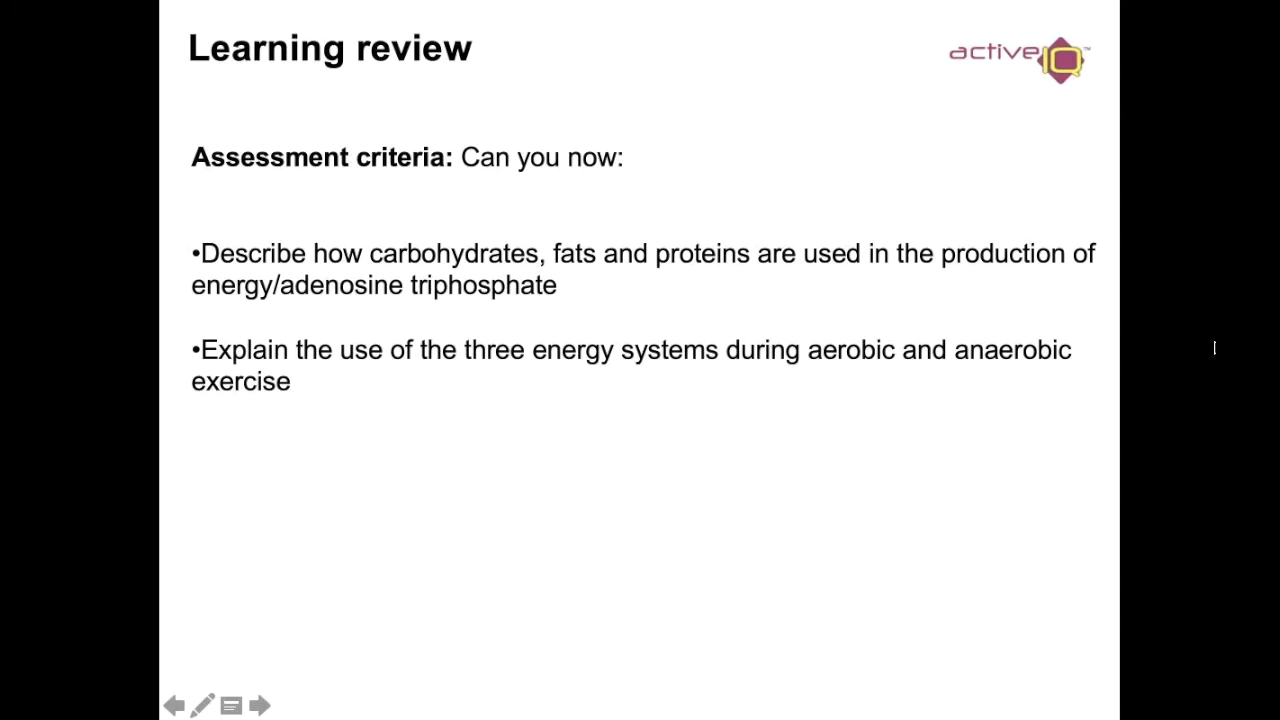 Learning review
active IQ™
Assessment criteria: Can you now:
•Describe how carbohydrates, fats and proteins are used in the production of
energy/adenosine triphosphate
•Explain the use of the three energy systems during aerobic and anaerobic
exercise